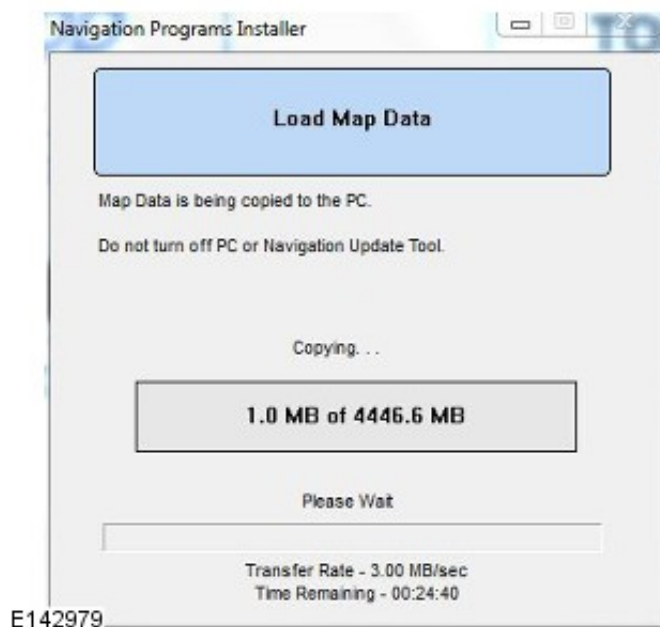 Navigation Programs Installer
TO
Load Map Data
Map Data is being copied to the PC.
Do not turn off PC or Navigation Update Tool.
Copying. . .
1.0 MB of 4446.6 MB
Please Wait
Transfer Rate - 3.00 MB/sec
Time Remaining - 00:24:40
E142979